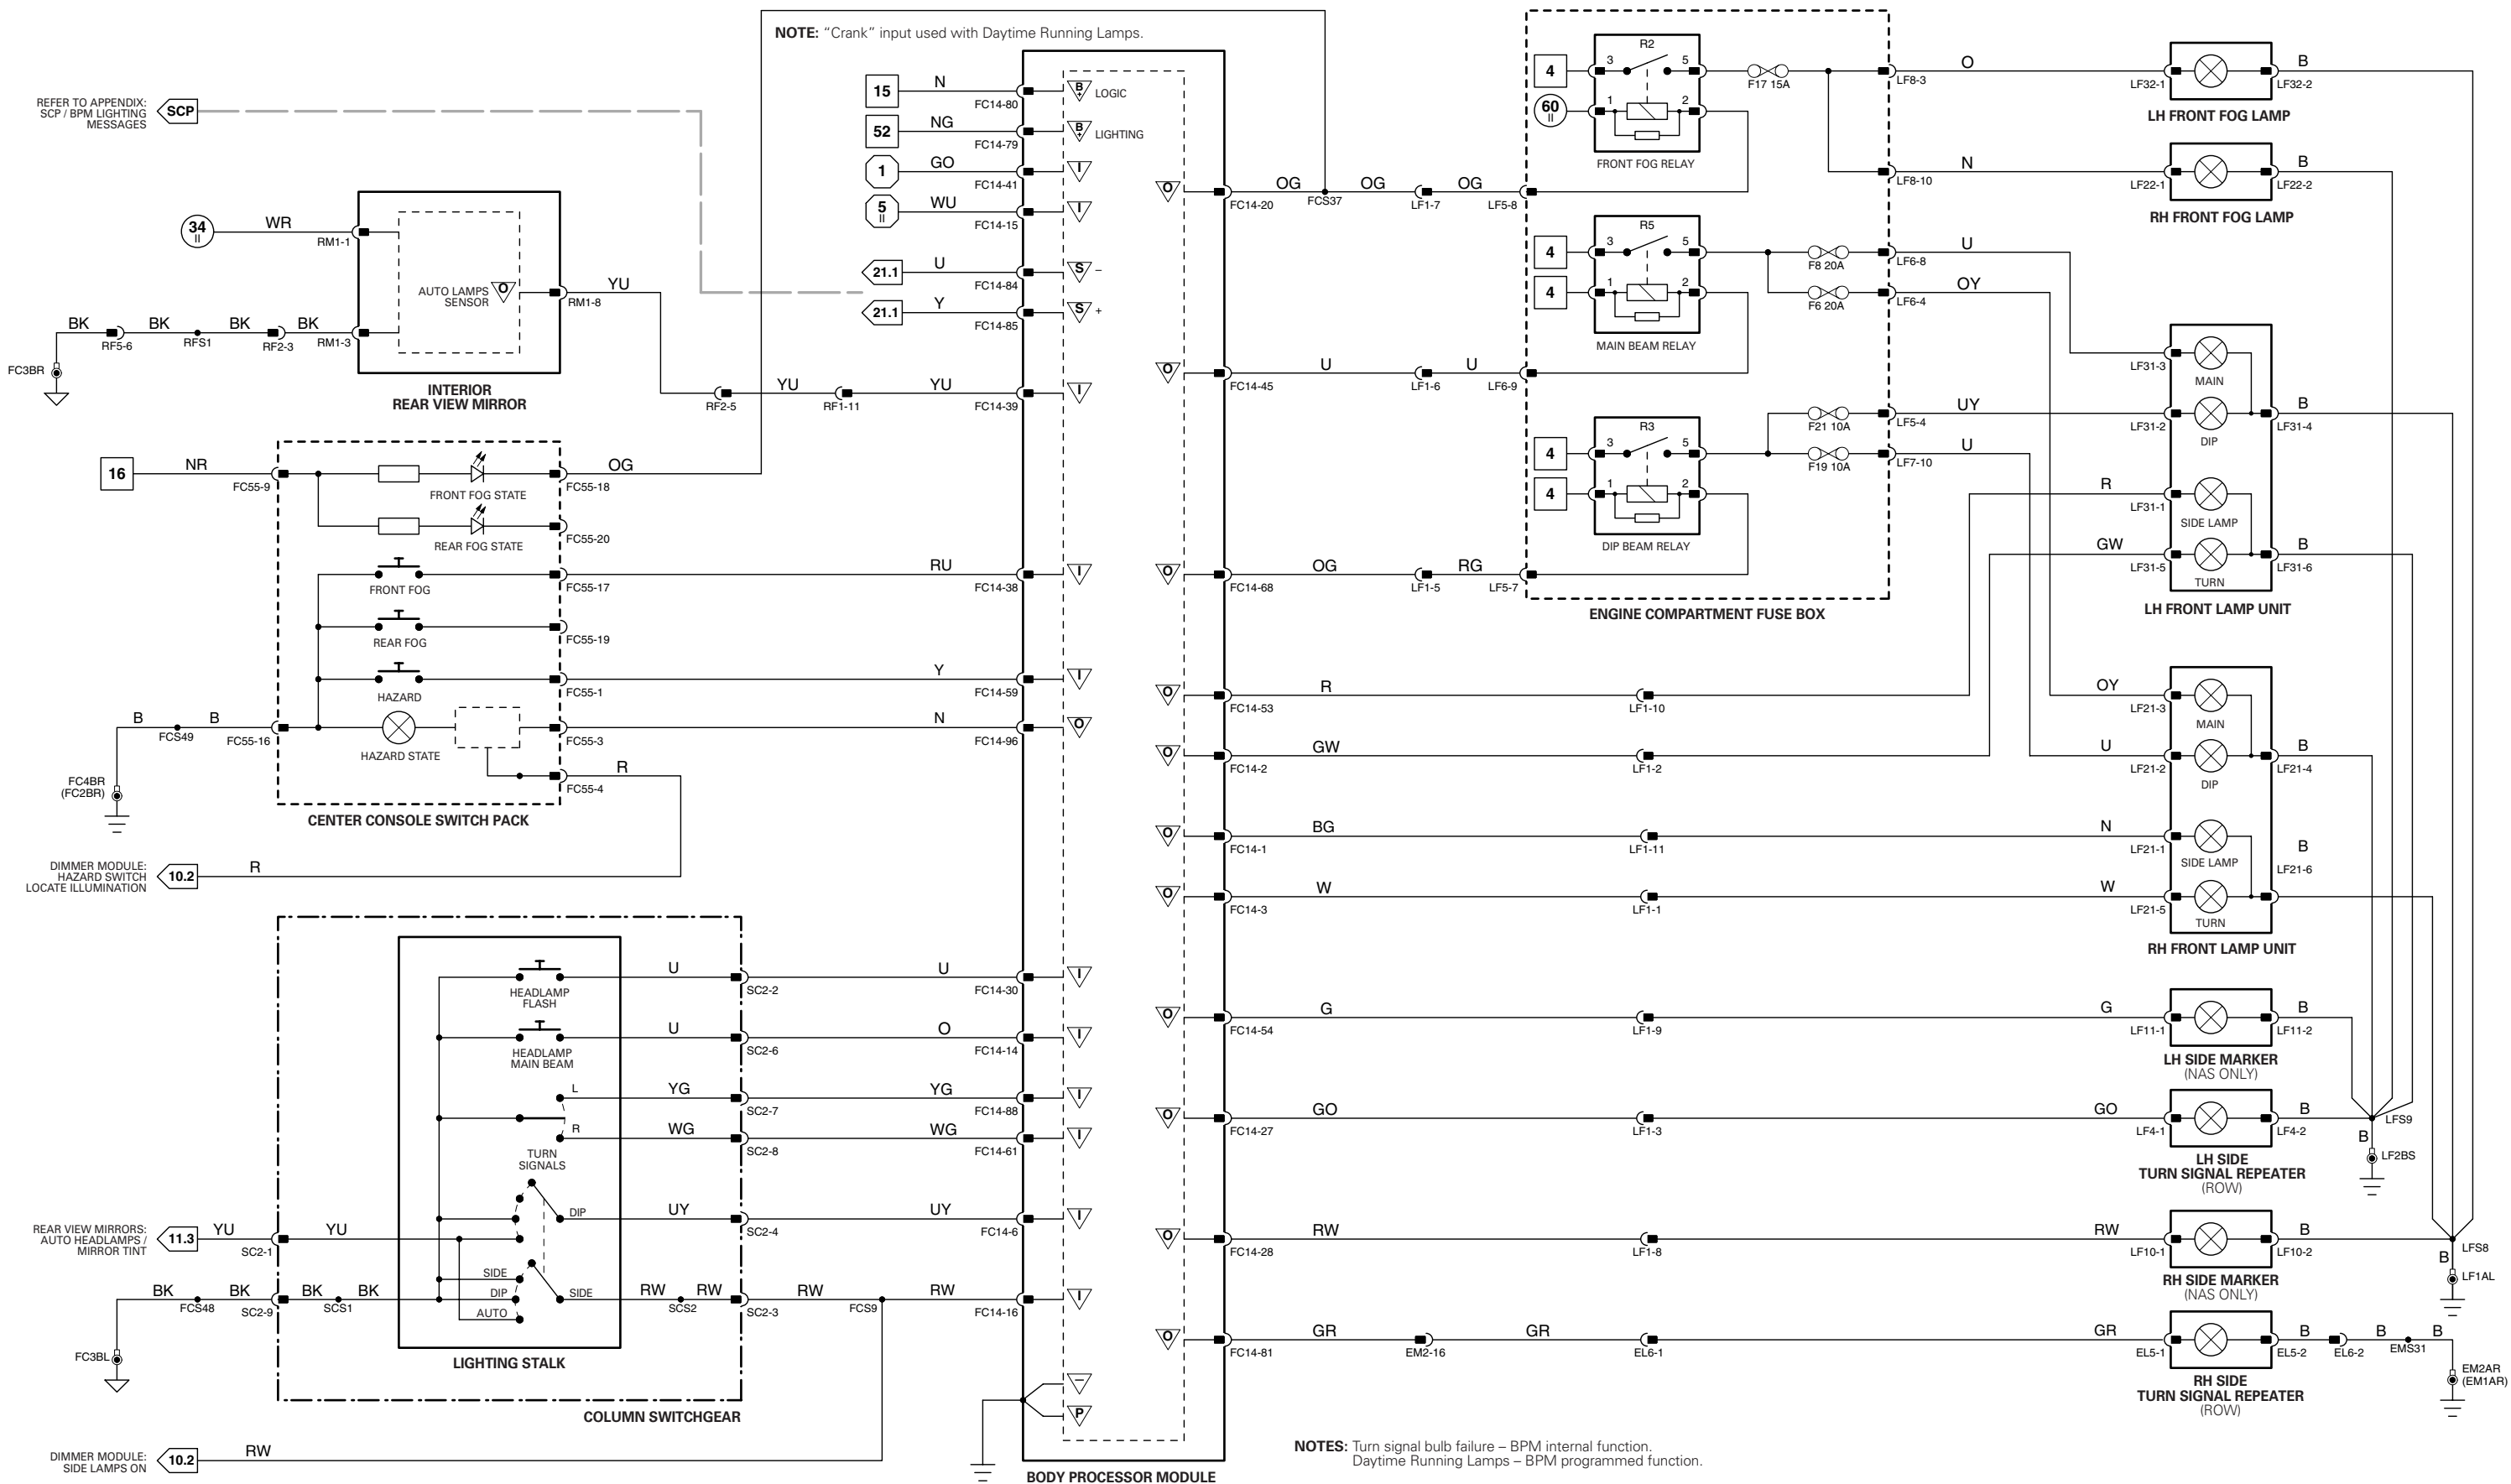 NOTE: “Crank” input used with Daytime Running Lamps.
REFER TO APPENDIX:
SCP / BPM LIGHTING
MESSAGES
SCP
34
II
WR
RM1-1
AUTO LAMPS
SENSOR
O
RM1-8
YU
BK
RF5-6
BK
RFS1
BK
RF2-3
BK
RM1-3
FC3BR
INTERIOR
REAR VIEW MIRROR
RF2-5
YU
RF1-11
YU
FC14-39
I
16
NR
FC55-9
FRONT FOG STATE
FC55-18
OG
REAR FOG STATE
FC55-20
FRONT FOG
FC55-17
RU
FC14-38
I
REAR FOG
FC55-19
HAZARD
FC55-1
Y
FC14-59
I
B
FCS49
B
FC55-16
HAZARD STATE
FC55-3
N
FC14-96
O
FC55-4
R
FC4BR
(FC2BR)
CENTER CONSOLE SWITCH PACK
DIMMER MODULE:
HAZARD SWITCH
LOCATE ILLUMINATION
10.2
R
HEADLAMP
FLASH
U
SC2-2
U
FC14-30
I
HEADLAMP
MAIN BEAM
U
SC2-6
O
FC14-14
I
L
YG
SC2-7
YG
FC14-88
I
R
WG
SC2-8
WG
FC14-61
I
TURN
SIGNALS
DIP
UY
SC2-4
UY
FC14-6
I
REAR VIEW MIRRORS:
AUTO HEADLAMPS /
MIRROR TINT
11.3
YU
SC2-1
YU
BK
FCS48
BK
SC2-9
BK
SCS1
BK
SIDE
DIP
AUTO
SIDE
RW
SCS2
RW
SC2-3
RW
FCS9
RW
FC14-16
I
FC3BL
LIGHTING STALK
COLUMN SWITCHGEAR
DIMMER MODULE:
SIDE LAMPS ON
10.2
RW
15
N
FC14-80
B+
LOGIC
52
NG
FC14-79
B+
LIGHTING
1
GO
FC14-41
I
5
II
WU
FC14-15
I
21.1
U
FC14-84
S
–
21.1
Y
FC14-85
S
+
–
P
BODY PROCESSOR MODULE
O
FC14-20
OG
FCS37
OG
LF1-7
OG
LF5-8
O
FC14-45
U
LF1-6
U
LF6-9
O
FC14-68
OG
LF1-5
RG
LF5-7
4
60
II
R2
3
5
1
2
FRONT FOG RELAY
F17 15A
LF8-3
O
LF8-10
N
4
4
R5
3
5
1
2
MAIN BEAM RELAY
F8 20A
LF6-8
U
F6 20A
LF6-4
OY
4
4
R3
3
5
1
2
DIP BEAM RELAY
F21 10A
LF5-4
UY
F19 10A
LF7-10
U
ENGINE COMPARTMENT FUSE BOX
LF32-1
LF32-2
B
LH FRONT FOG LAMP
LF22-1
LF22-2
B
RH FRONT FOG LAMP
LF31-3
MAIN
LF31-2
DIP
LF31-4
B
R
LF31-1
SIDE LAMP
GW
LF31-5
TURN
LF31-6
B
LH FRONT LAMP UNIT
O
FC14-53
R
LF1-10
O
FC14-2
GW
LF1-2
O
FC14-1
BG
LF1-11
O
FC14-3
W
LF1-1
OY
LF21-3
MAIN
U
LF21-2
DIP
LF21-4
B
N
LF21-1
SIDE LAMP
B
LF21-6
W
LF21-5
TURN
RH FRONT LAMP UNIT
O
FC14-54
G
LF1-9
G
LF11-1
LF11-2
B
LH SIDE MARKER
(NAS ONLY)
O
FC14-27
GO
LF1-3
GO
LF4-1
LF4-2
B
LFS9
B
LF2BS
LH SIDE
TURN SIGNAL REPEATER
(ROW)
O
FC14-28
RW
LF1-8
RW
LF10-1
LF10-2
B
LFS8
B
LF1AL
RH SIDE MARKER
(NAS ONLY)
O
FC14-81
GR
EM2-16
GR
EL6-1
GR
EL5-1
EL5-2
B
EL6-2
B
EMS31
B
EM2AR
(EM1AR)
RH SIDE
TURN SIGNAL REPEATER
(ROW)
NOTES: Turn signal bulb failure – BPM internal function.
Daytime Running Lamps – BPM programmed function.